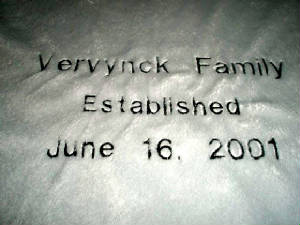 Vervynck Family
Established
June 16, 2001